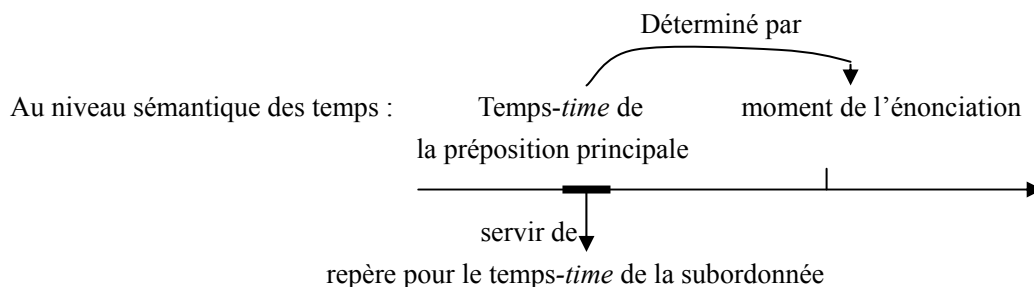 Déterminé par
Au niveau sémantique des temps : Temps-time de moment de l’énonciation
la préposition principale
servir de
repère pour le temps-time de la subordonnée